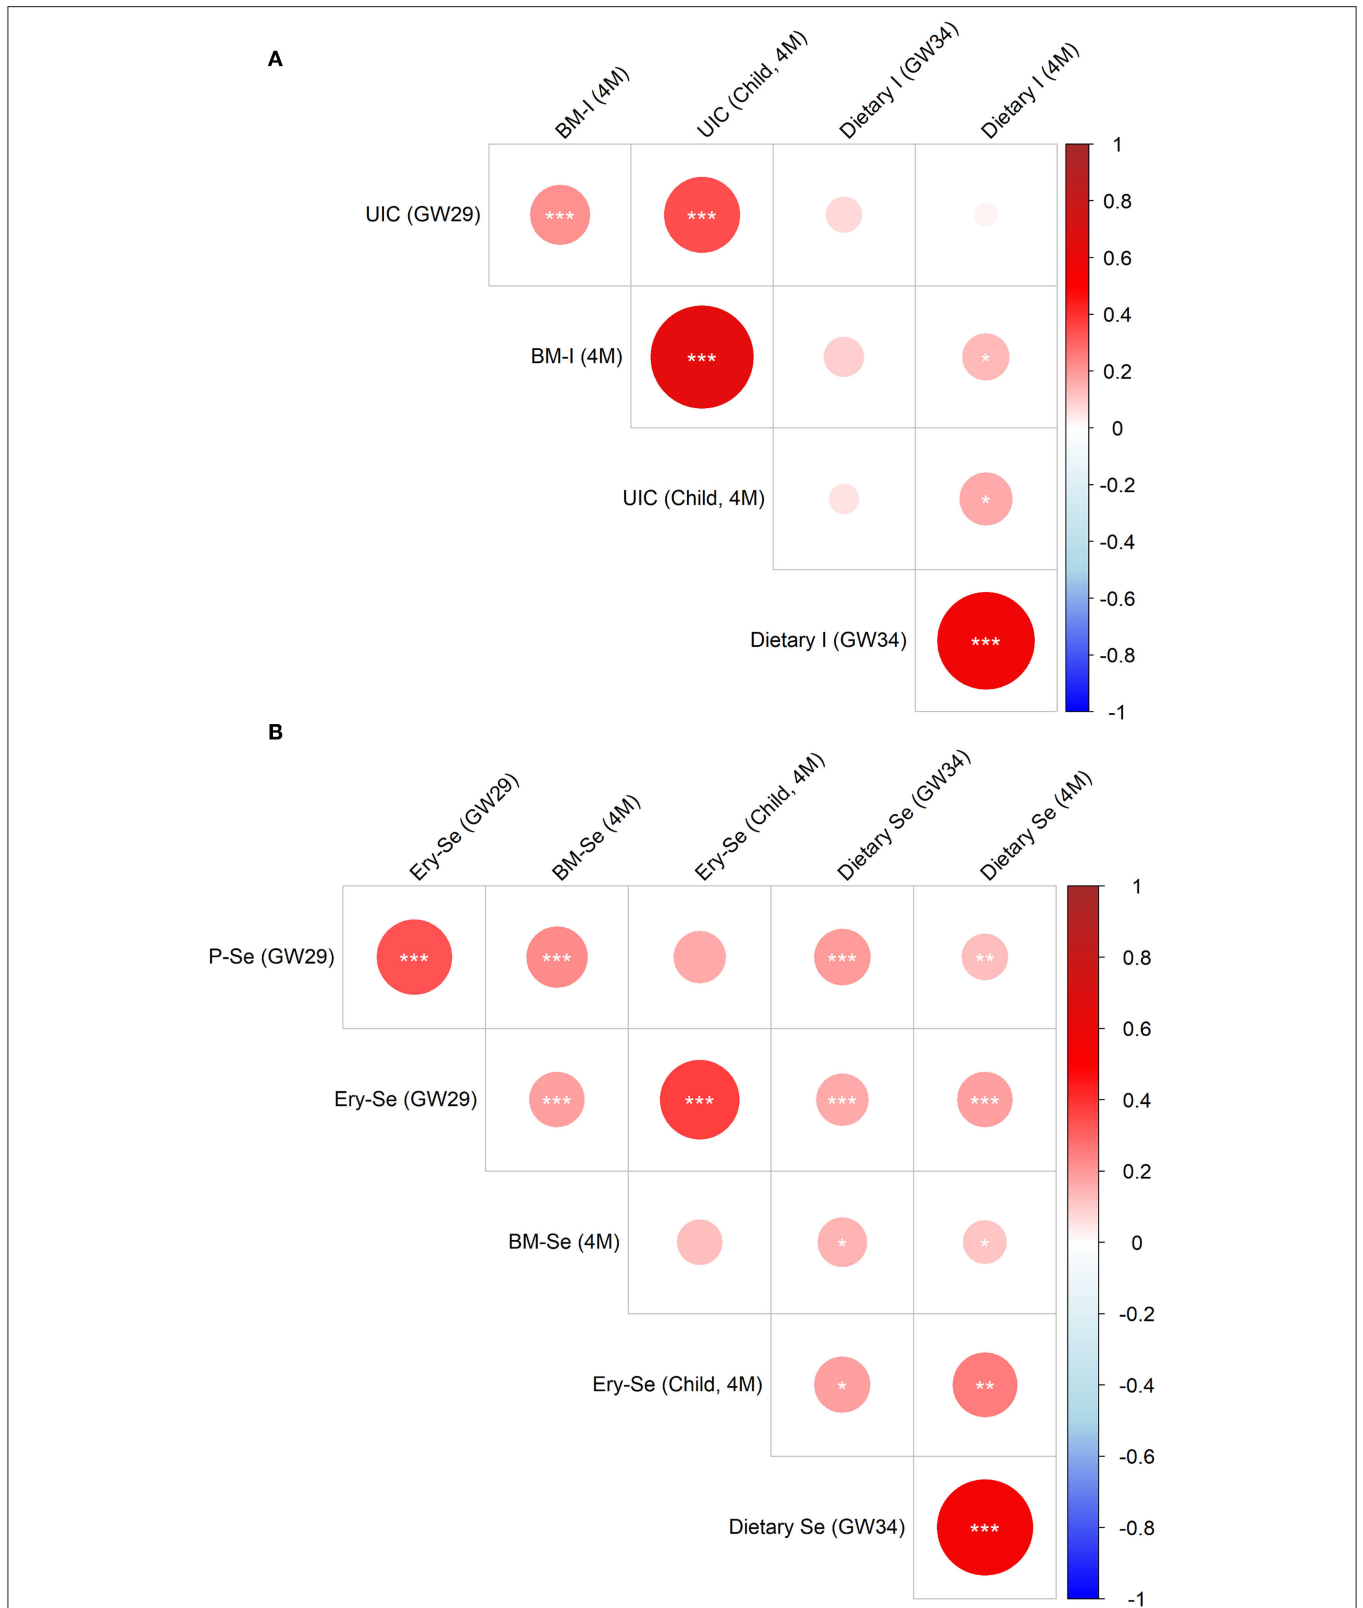 A
BM-I (4M)
UIC (Child, 4M)
Dietary I (GW34)
Dietary I (4M)
UIC (GW29)
***
***
BM-I (4M)
***
*
UIC (Child, 4M)
*
Dietary I (GW34)
***
1
0.8
0.6
0.4
0.2
0
-0.2
-0.4
-0.6
-0.8
-1
B
Ery-Se (GW29)
BM-Se (4M)
Ery-Se (Child, 4M)
Dietary Se (GW34)
Dietary Se (4M)
P-Se (GW29)
***
***
***
**
Ery-Se (GW29)
***
***
***
***
BM-Se (4M)
*
*
Ery-Se (Child, 4M)
*
**
Dietary Se (GW34)
***
1
0.8
0.6
0.4
0.2
0
-0.2
-0.4
-0.6
-0.8
-1